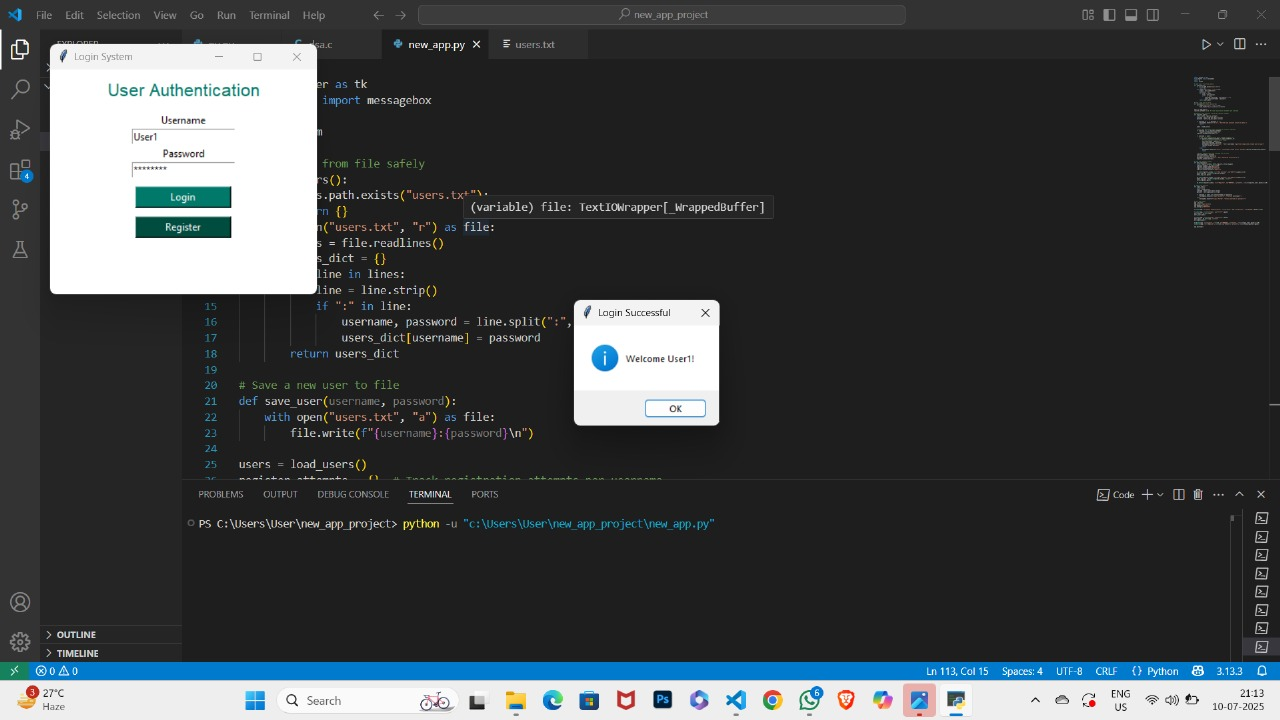 File Edit Selection View Go Run Terminal Help
new_app_project
Login System
User Authentication
Username
User1
Password
********
Login
Register
new_app.py
users.txt
as tk
import messagebox
from file safely
.path.exists("users.txt"):
{}
("users.txt", "r") as file:
(variable) file: TextIOWrapper[_WrappedBuffer]
= file.readlines()
_dict = {}
line in lines:
line = line.strip()
15 if ":" in line:
16 username, password = line.split(":",
17 users_dict[username] = password
18 return users_dict
19
20 # Save a new user to file
21 def save_user(username, password):
22 with open("users.txt", "a") as file:
23 file.write(f"{username}:{password}\n")
24
25 users = load_users()
Login Successful
Welcome User1!
OK
PROBLEMS OUTPUT DEBUG CONSOLE TERMINAL PORTS
Code
PS C:\Users\User\new_app_project> python -u "c:\Users\User\new_app_project\new_app.py"
4
OUTLINE
TIMELINE
0 0
Ln 113, Col 15 Spaces: 4 UTF-8 CRLF {} Python 3.13.3
3
27°C
Haze
Search
Ps
6
ENG
US
21:13
10-07-2025